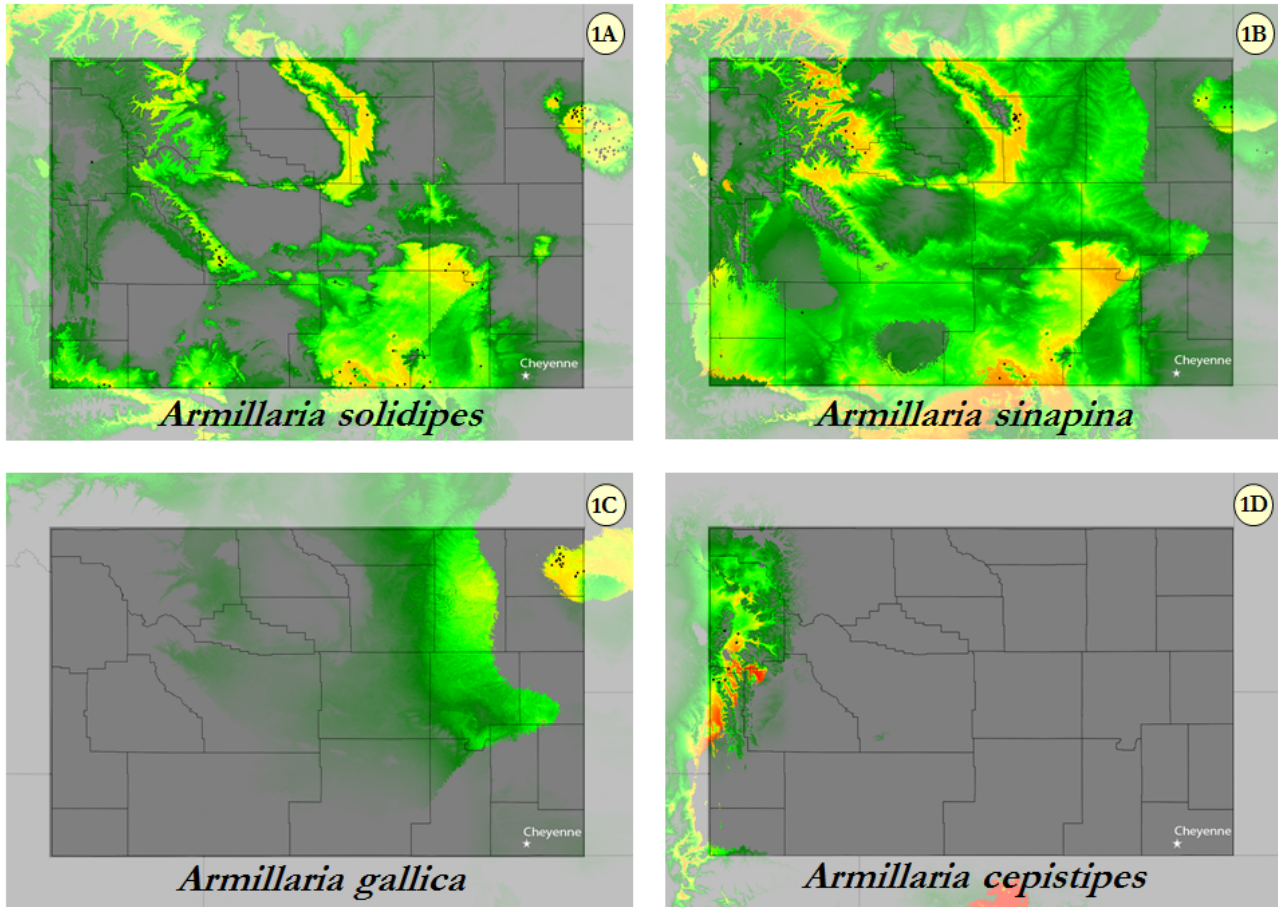 1A
Cheyenne
Armillaria solidipes
1B
Cheyenne
Armillaria sinapina
1C
Cheyenne
Armillaria gallica
1D
Cheyenne
Armillaria cepistipes